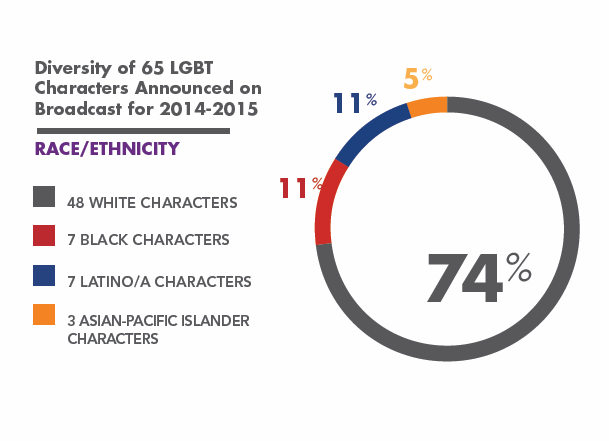 Diversity of 65 LGBT
Characters Announced on
Broadcast for 2014-2015
RACE/ETHNICITY
48 WHITE CHARACTERS
7 BLACK CHARACTERS
7 LATINO/A CHARACTERS
3 ASIAN-PACIFIC ISLANDER
CHARACTERS
5%
11%
11%
74%